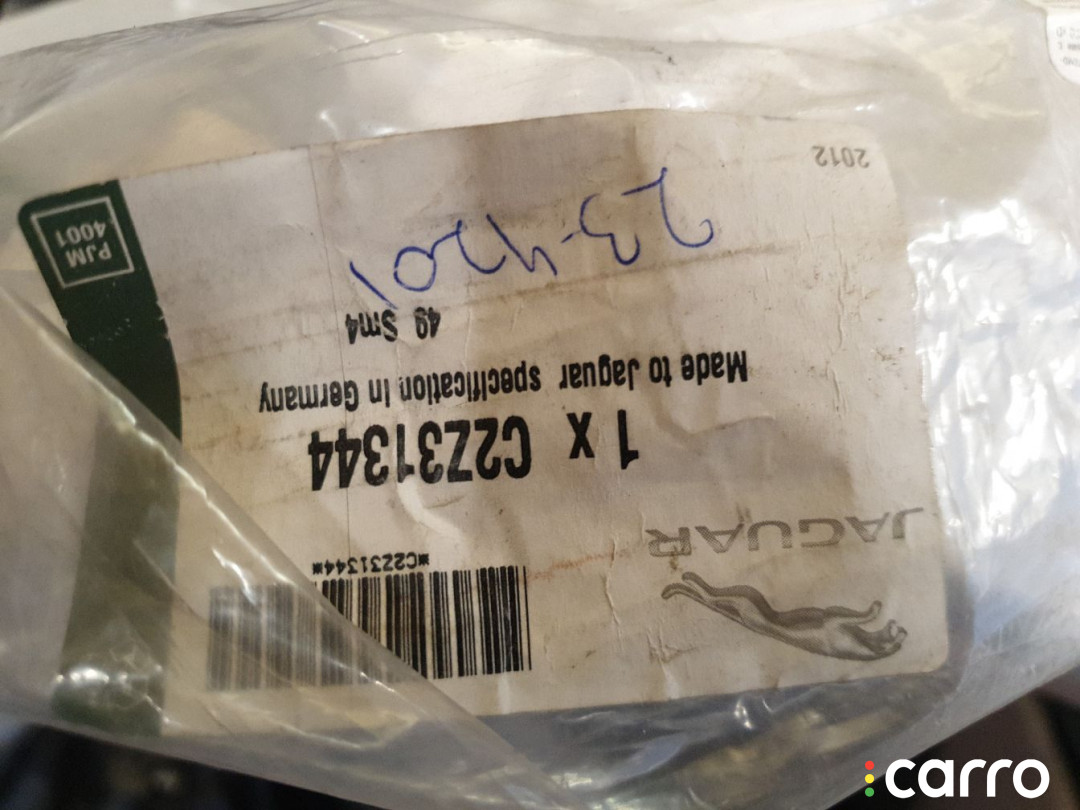 JAGUAR
*C2Z31344*
1 x C2Z31344
Made to Jaguar specification In Germany
49 Sm4
23-4201
2012
PJM
4001
carro